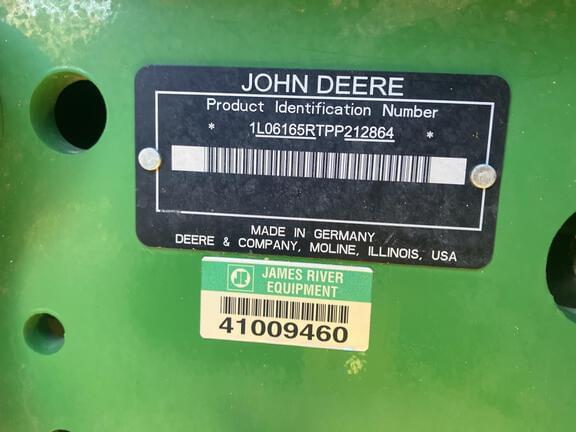 JOHN DEERE
Product Identification Number
* 1L06165RTPP212864 *
MADE IN GERMANY
DEERE & COMPANY, MOLINE, ILLINOIS, USA
JAMES RIVER
EQUIPMENT
41009460